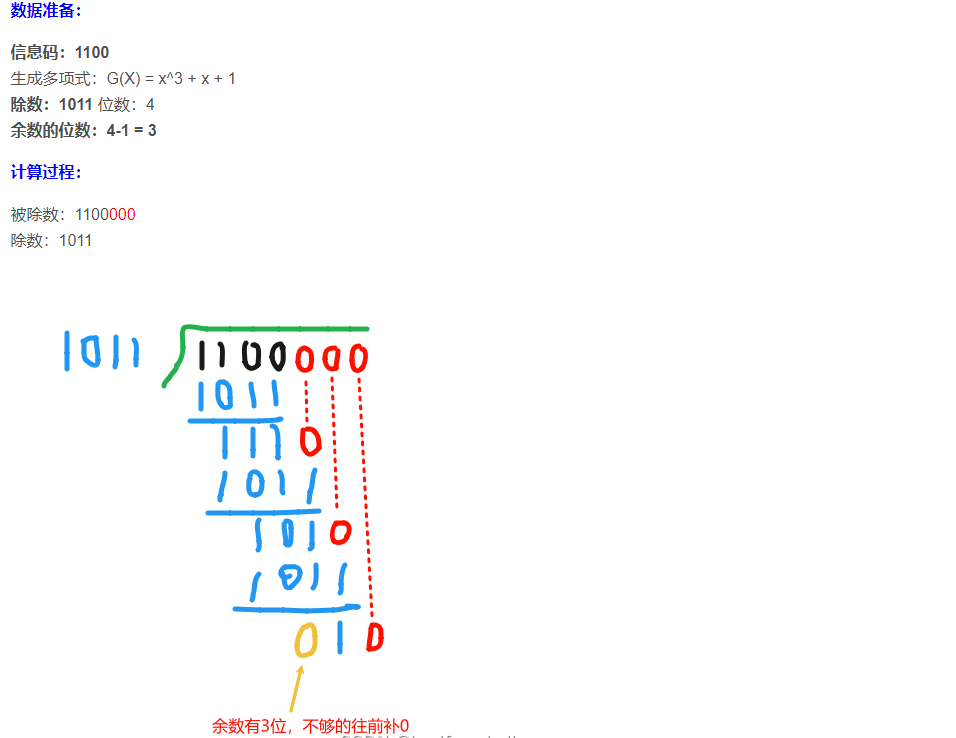 数据准备：
信息码：1100
生成多项式：G(X) = x^3 + x + 1
除数：1011 位数：4
余数的位数：4-1 = 3
计算过程：
被除数：1100000
除数：1011
1011 1100000
1011
1110
1011
1010
1011
010
余数有3位，不够的往前补0